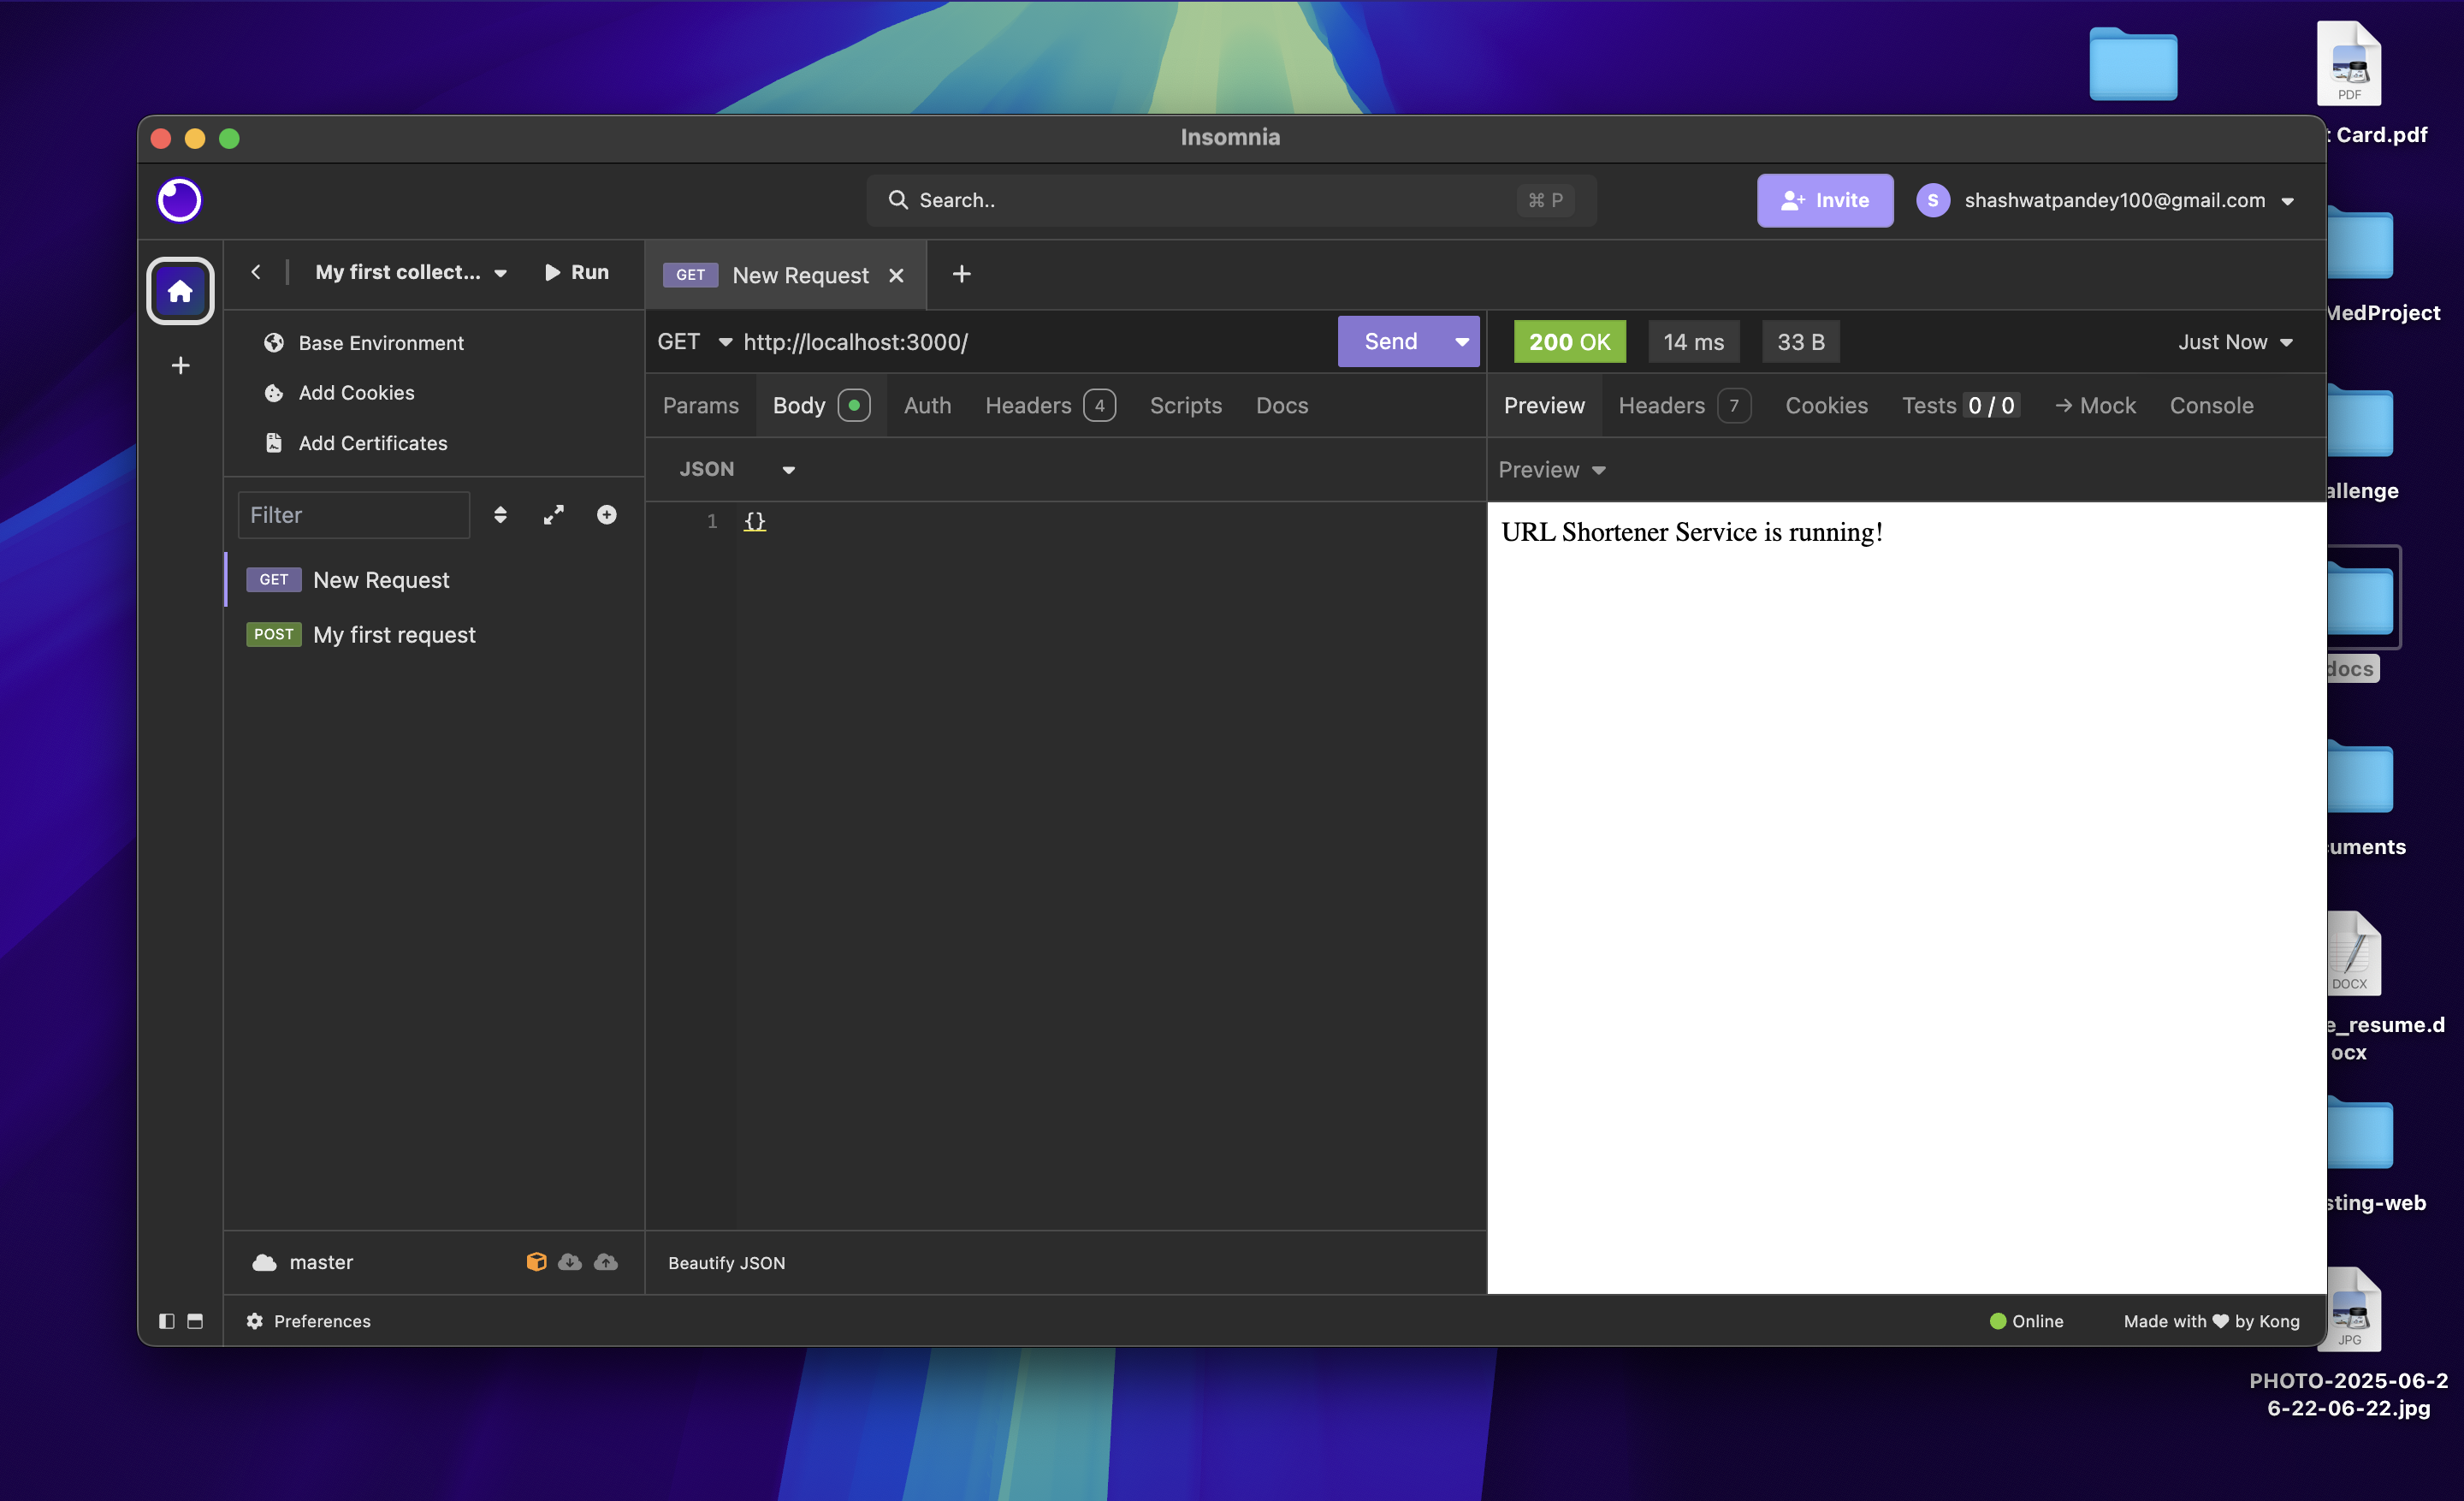 PDF
t Card.pdf
Insomnia
Search..
⌘ P
Invite
S
shashwatpandey100@gmail.com
My first collect...
Run
GET New Request
GET
http://localhost:3000/
Send
200 OK
14 ms
33 B
Just Now
MedProject
Base Environment
Add Cookies
Add Certificates
Params
Body
Auth
Headers 4
Scripts
Docs
Preview
Headers 7
Cookies
Tests 0 / 0
Mock
Console
JSON
Preview
allenge
Filter
1 {}
URL Shortener Service is running!
GET New Request
POST My first request
docs
uments
DOCX
e_resume.d
ocx
sting-web
master
Beautify JSON
Preferences
Online
Made with ❤ by Kong
JPG
PHOTO-2025-06-2
6-22-06-22.jpg